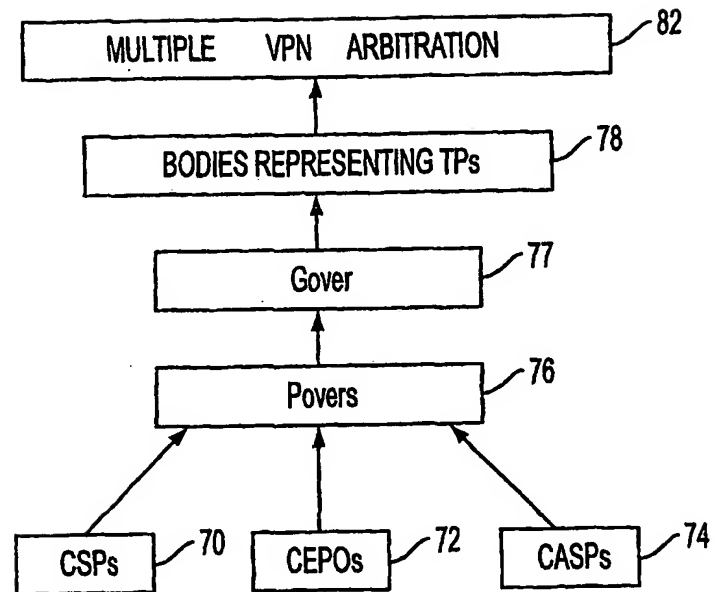 MULTIPLE VPN ARBITRATION
82
BODIES REPRESENTING TPs
78
Gover
77
Povers
76
CSPs
70
CEPOs
72
CASPs
74